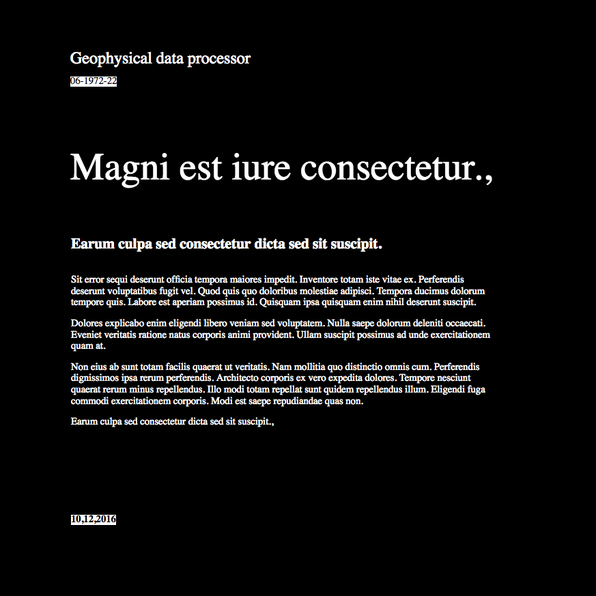 Geophysical data processor
06-1972-22
Magni est iure consectetur.,
Earum culpa sed consectetur dicta sed sit suscipit.
Sit error sequi deserunt officia tempora maiores impedit. Inventore totam iste vitae ex. Perferendis
deserunt voluptatibus fugit vel. Quod quis quo doloribus molestiae adipisci. Tempora ducimus dolorum
tempore quis. Labore est aperiam possimus id. Quisquam ipsa quisquam enim nihil deserunt suscipit.
Dolores explicabo enim eligendi libero veniam sed voluptatem. Nulla saepe dolorum deleniti occaecati.
Eveniet veritatis ratione natus corporis animi provident. Ullam suscipit possimus ad unde exercitationem
quam at.
Non eius ab sunt totam facilis quaerat ut veritatis. Nam mollitia quo distinctio omnis cum. Perferendis
dignissimos ipsa rerum perferendis. Architecto corporis ex vero expedita dolores. Tempore nesciunt
quaerat rerum minus repellendus. Illo modi totam repellat sunt quidem repellendus illum. Eligendi fuga
commodi exercitationem corporis. Modi est saepe repudiandae quas non.
Earum culpa sed consectetur dicta sed sit suscipit.,
10,12,2016